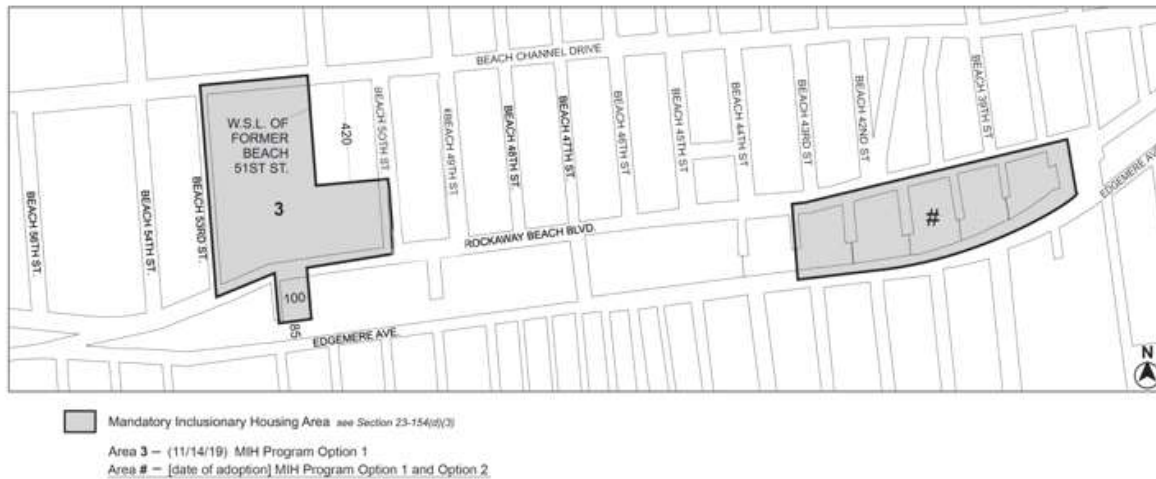 BEACH CHANNEL DRIVE
W.S.L. OF
FORMER
BEACH
51ST ST.
420
3
100
85
BEACH 56TH ST.
BEACH 54TH ST.
BEACH 53RD ST.
BEACH 50TH ST.
BEACH 49TH ST
BEACH 48TH ST.
BEACH 47TH ST.
BEACH 46TH ST
BEACH 45TH ST
BEACH 44TH ST
BEACH 43RD ST
BEACH 42ND ST
BEACH 39TH ST
ROCKAWAY BEACH BLVD.
#
EDGEMERE AVE.
EDGEMERE AVE
N
Mandatory Inclusionary Housing Area see Section 23-154(d)(3)
Area 3 – (11/14/19) MIH Program Option 1
Area # – [date of adoption] MIH Program Option 1 and Option 2